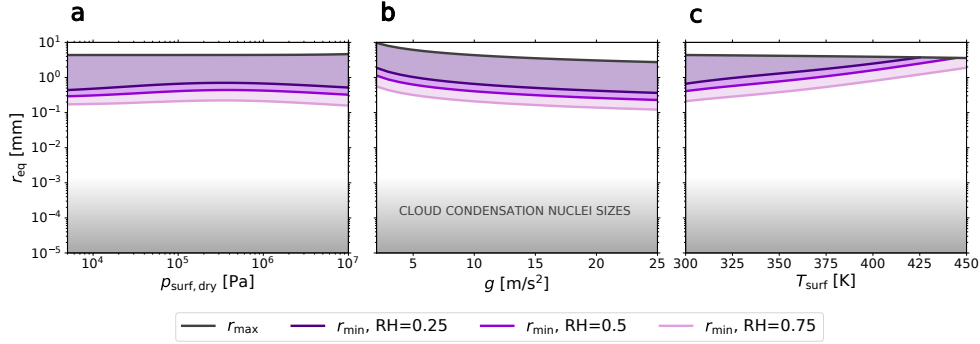 a b c
r_eq [mm]
10^1
10^0
10^-1
10^-2
10^-3
10^-4
10^-5
CLOUD CONDENSATION NUCLEI SIZES
10^4 10^5 10^6 10^7
5 10 15 20 25
300 325 350 375 400 425 450
p_surf, dry [Pa]
g [m/s²]
T_surf [K]
r_max r_min, RH=0.25 r_min, RH=0.5 r_min, RH=0.75